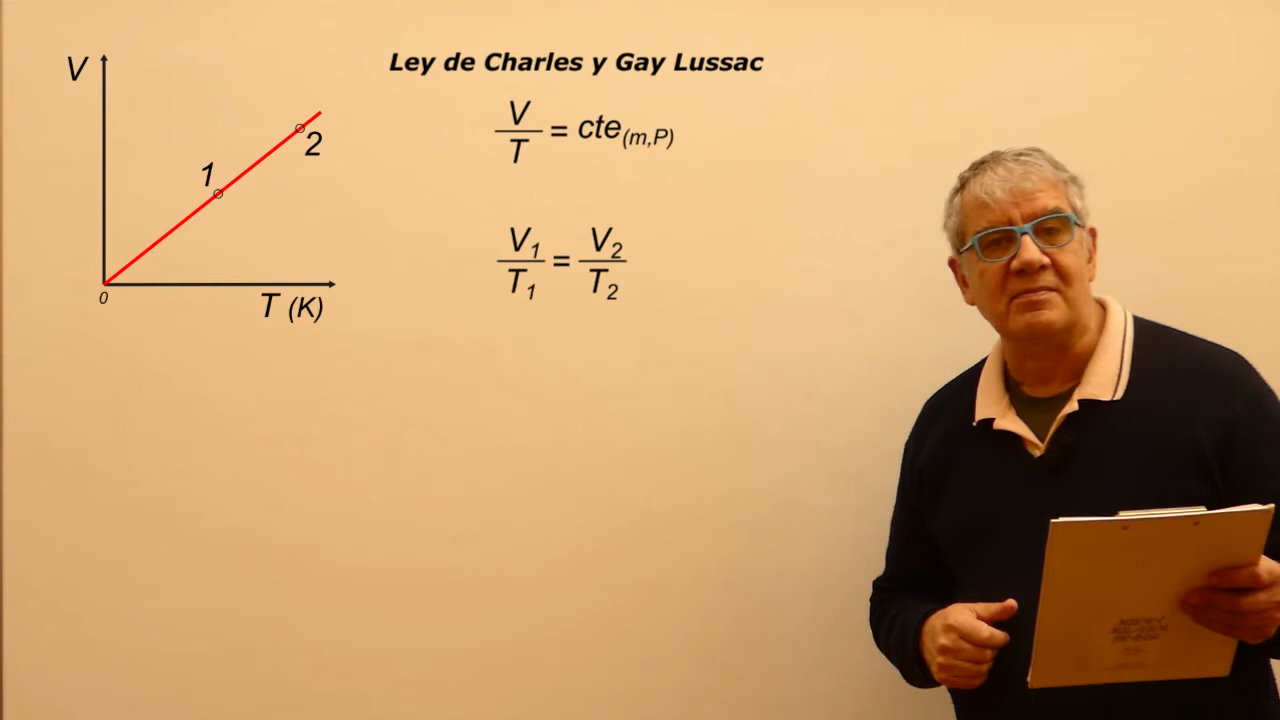 V
1
2
0
T (K)
Ley de Charles y Gay Lussac
V/T = cte(m,P)
V1/T1 = V2/T2